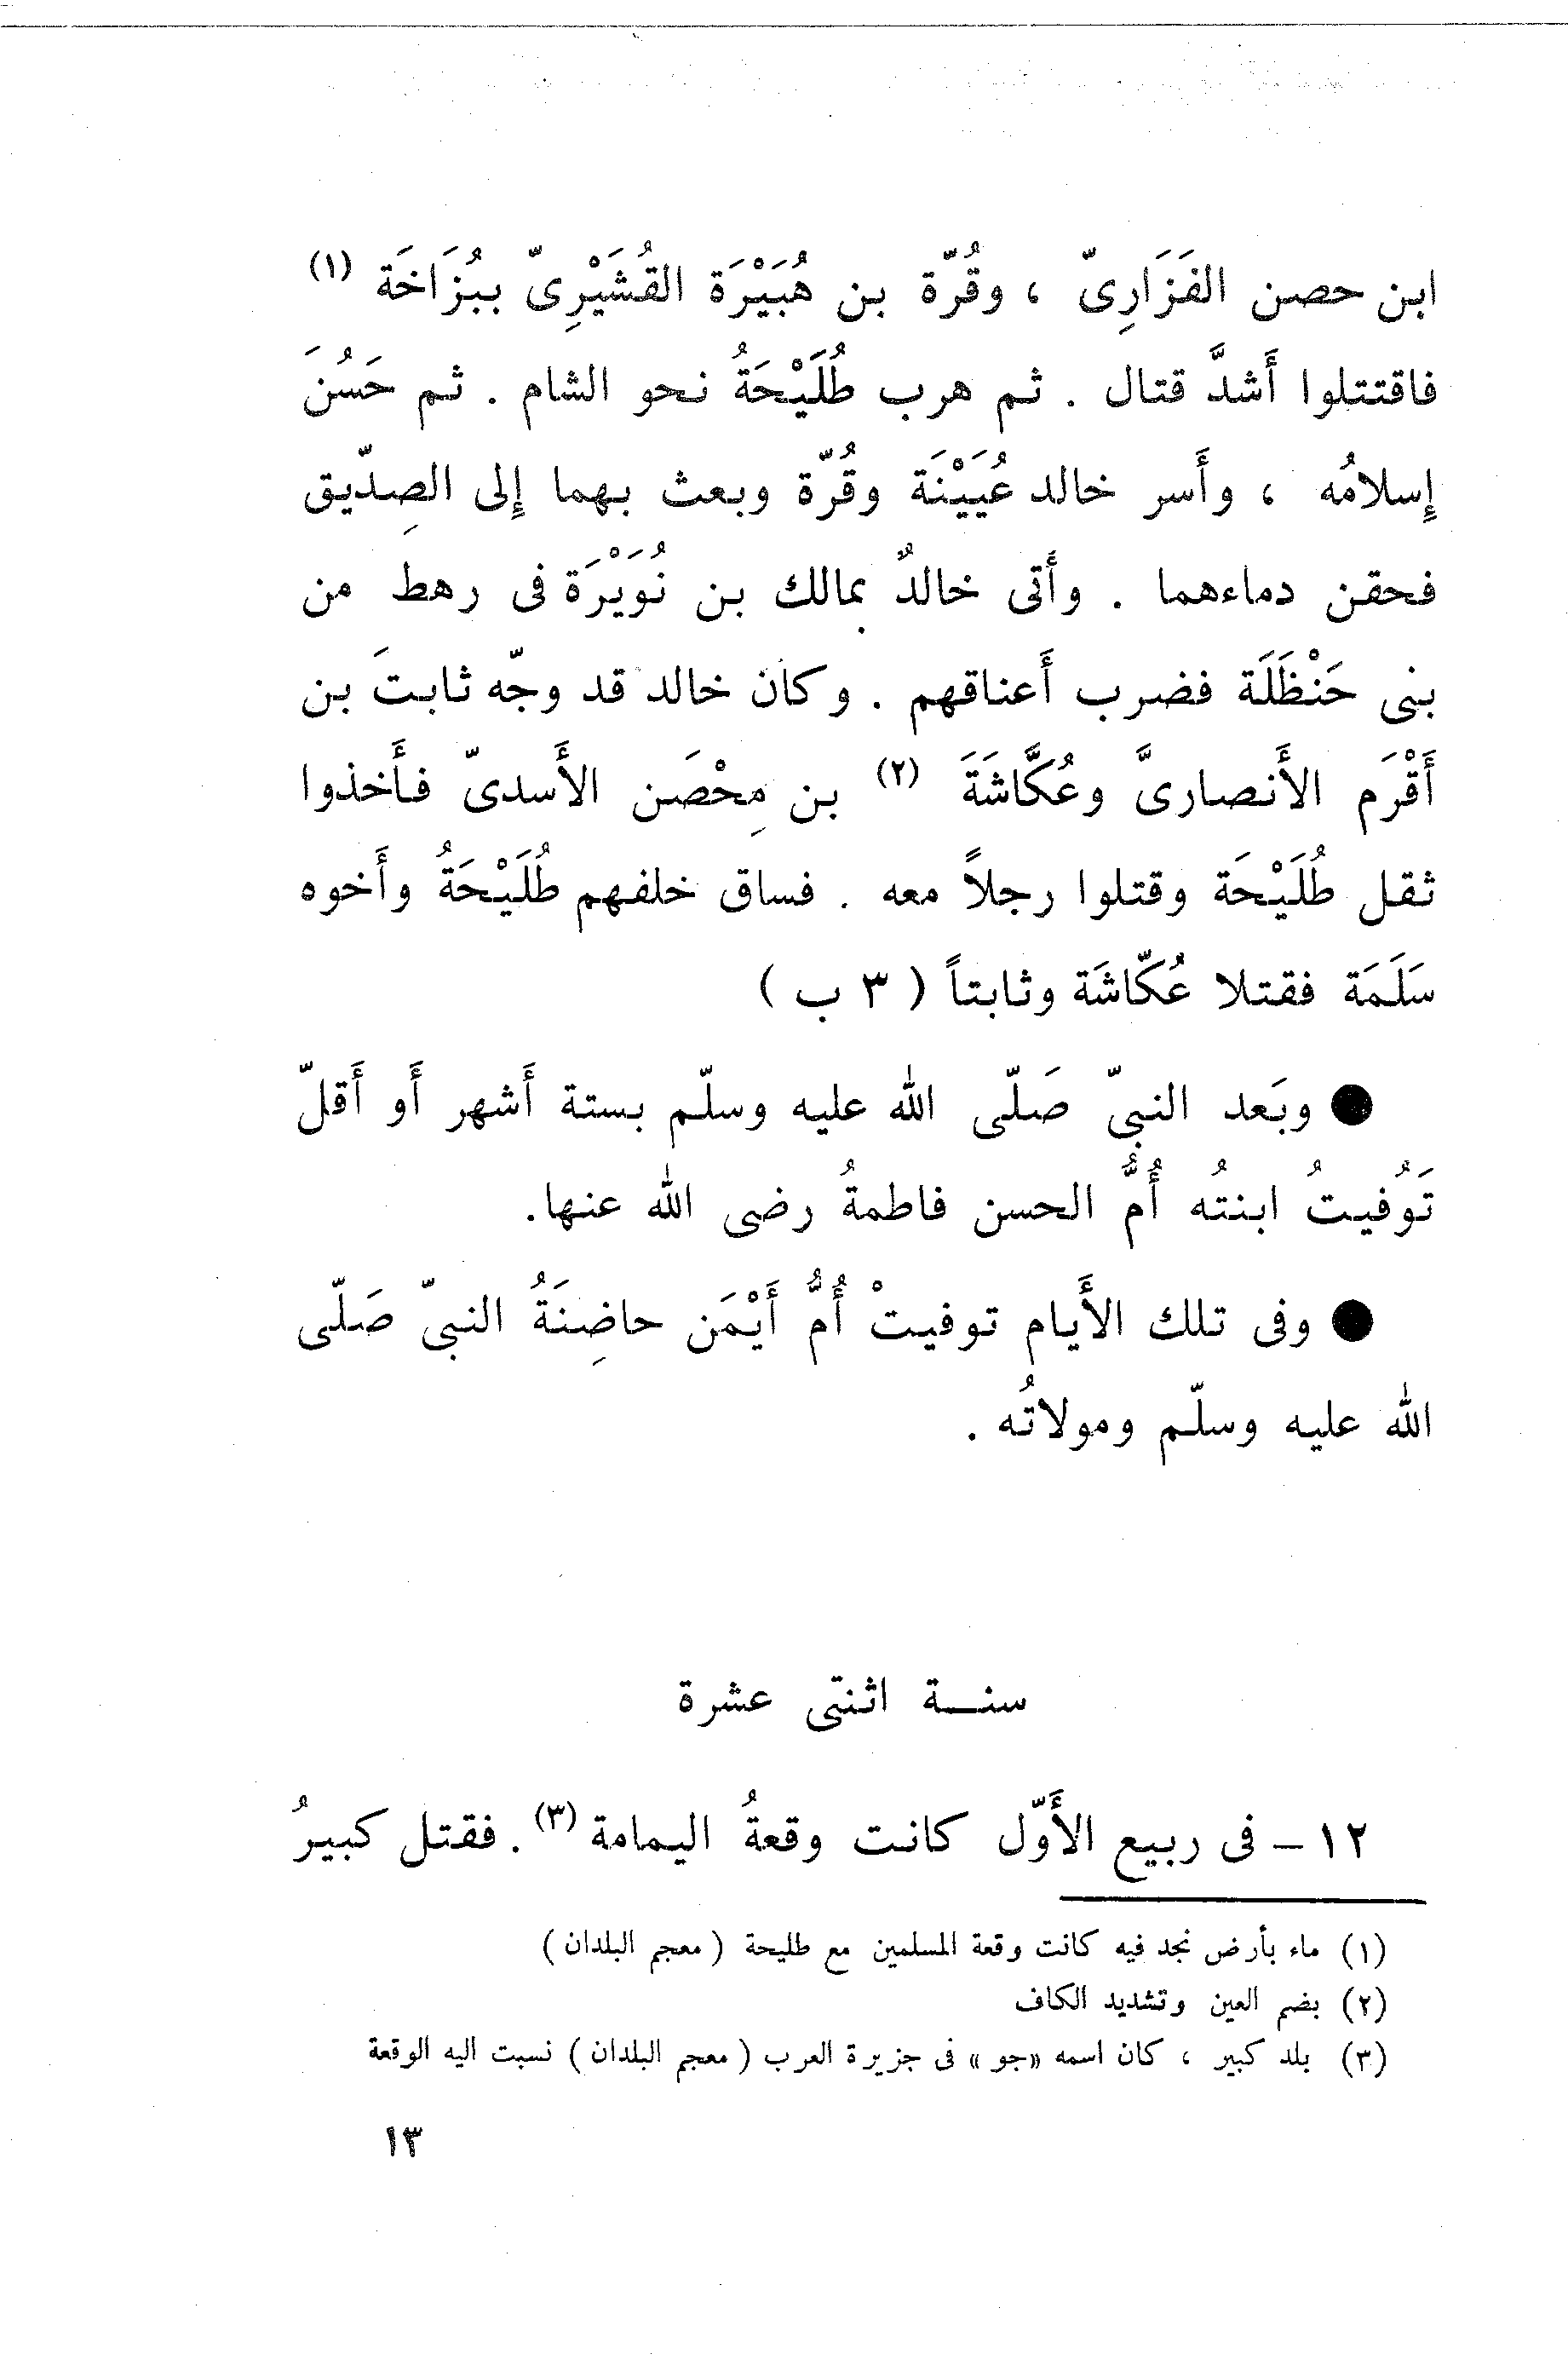 ابن حصن الفَزَارِىّ ، وقُرّة بن هُبَيْرَة القُشَيْرِىّ ببُزَاخَة (١)
فاقتتلوا أَشدَّ قتال . ثم هرب طُلَيْحَةُ نحو الشام . ثم حَسُنَ
إِسلامُه ، وأَسر خالد عُيَيْنَة وقُرّة وبعث بهما إِلى الصِدّيق
فحقن دماءهما . وأَتى خالدٌ بمالك بن نُوَيْرَة فى رهط من
بنى حَنْظَلَة فضرب أَعناقهم . وكان خالد قد وجّه ثابتَ بن
أَقْرَم الأَنصارىَّ وعُكَّاشَةَ (٢) بن مِحْصَن الأَسدىّ فأَخذوا
ثقل طُلَيْحَة وقتلوا رجلاً معه . فساق خلفهم طُلَيْحَةُ وأَخوه
سَلَمَة فقتلا عُكّاشَة وثابتاً ( ٣ ب )
● وبَعد النبىّ صَلّى الله عليه وسلّم بستة أَشهر أَو أَقلّ
تَوُفيتُ ابنتُه أُمُّ الحسن فاطمةُ رضى الله عنها.
● وفى تلك الأَيام توفيتْ أُمُّ أَيْمَن حاضِنَةُ النبىّ صَلّى
الله عليه وسلّم ومولاتُه .
سنة اثنتى عشرة
١٢ – فى ربيع الأَوّل كانت وقعةُ اليمامة (٣) . فقتل كبيرُ
(١) ماء بأرض نجد فيه كانت وقعة المسلمين مع طليحة ( معجم البلدان )
(٢) بضم العين وتشديد الكاف
(٣) بلد كبير ، كان اسمه «جو» فى جزيرة العرب ( معجم البلدان ) نسبت اليه الوقعة
١٣